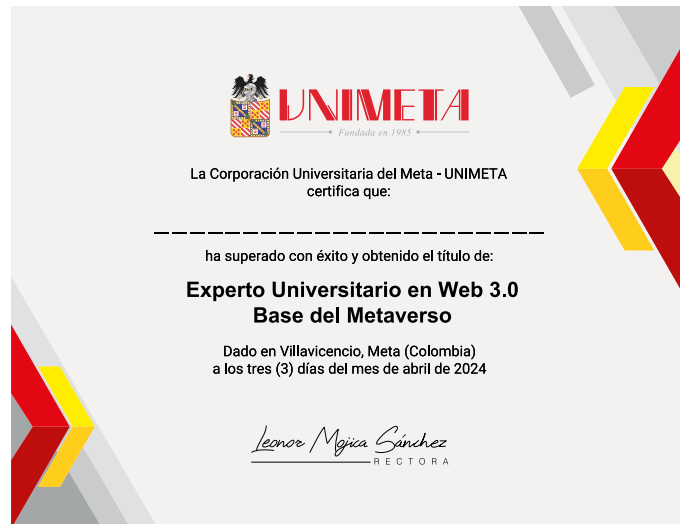 UNIMETA
Fundada en 1985
La Corporación Universitaria del Meta - UNIMETA
certifica que:
ha superado con éxito y obtenido el título de:
Experto Universitario en Web 3.0
Base del Metaverso
Dado en Villavicencio, Meta (Colombia)
a los tres (3) días del mes de abril de 2024
Leonor Mojica Sánchez
RECTORA